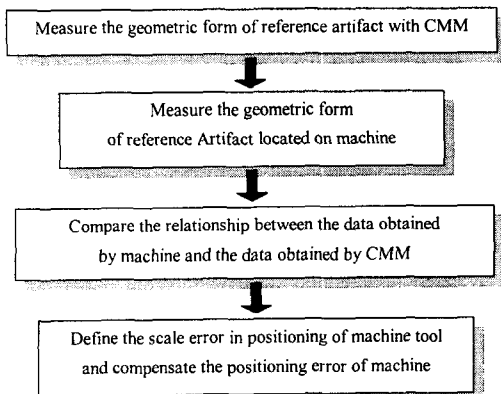 Measure the geometric form of reference artifact with CMM
Measure the geometric form
of reference Artifact located on machine
Compare the relationship between the data obtained
by machine and the data obtained by CMM
Define the scale error in positioning of machine tool
and compensate the positioning error of machine